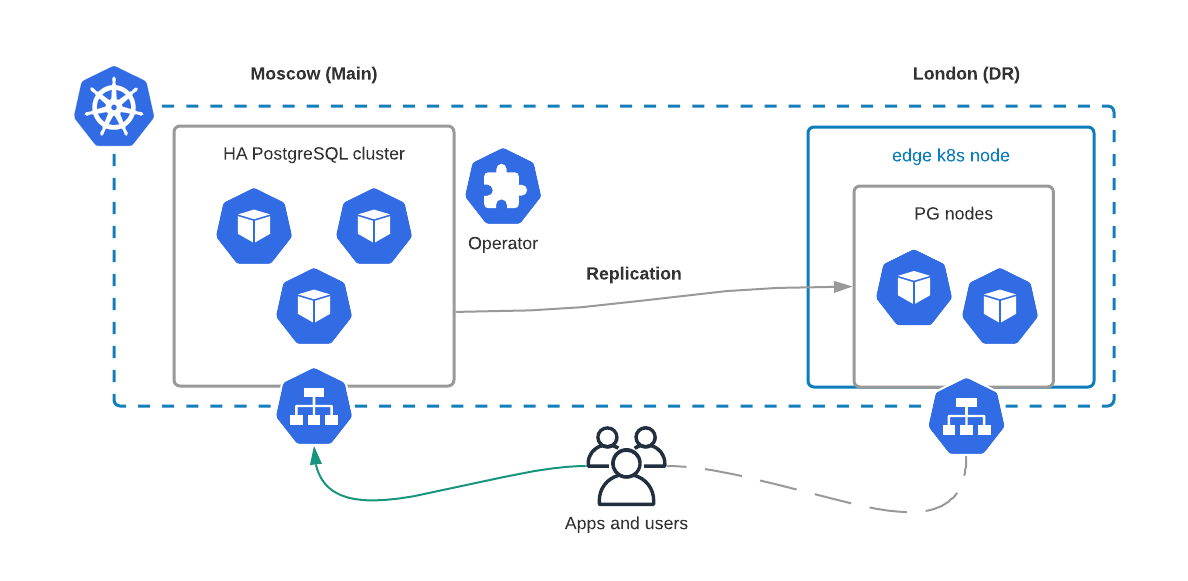 Moscow (Main)
London (DR)
HA PostgreSQL cluster
edge k8s node
PG nodes
Operator
Replication
Apps and users